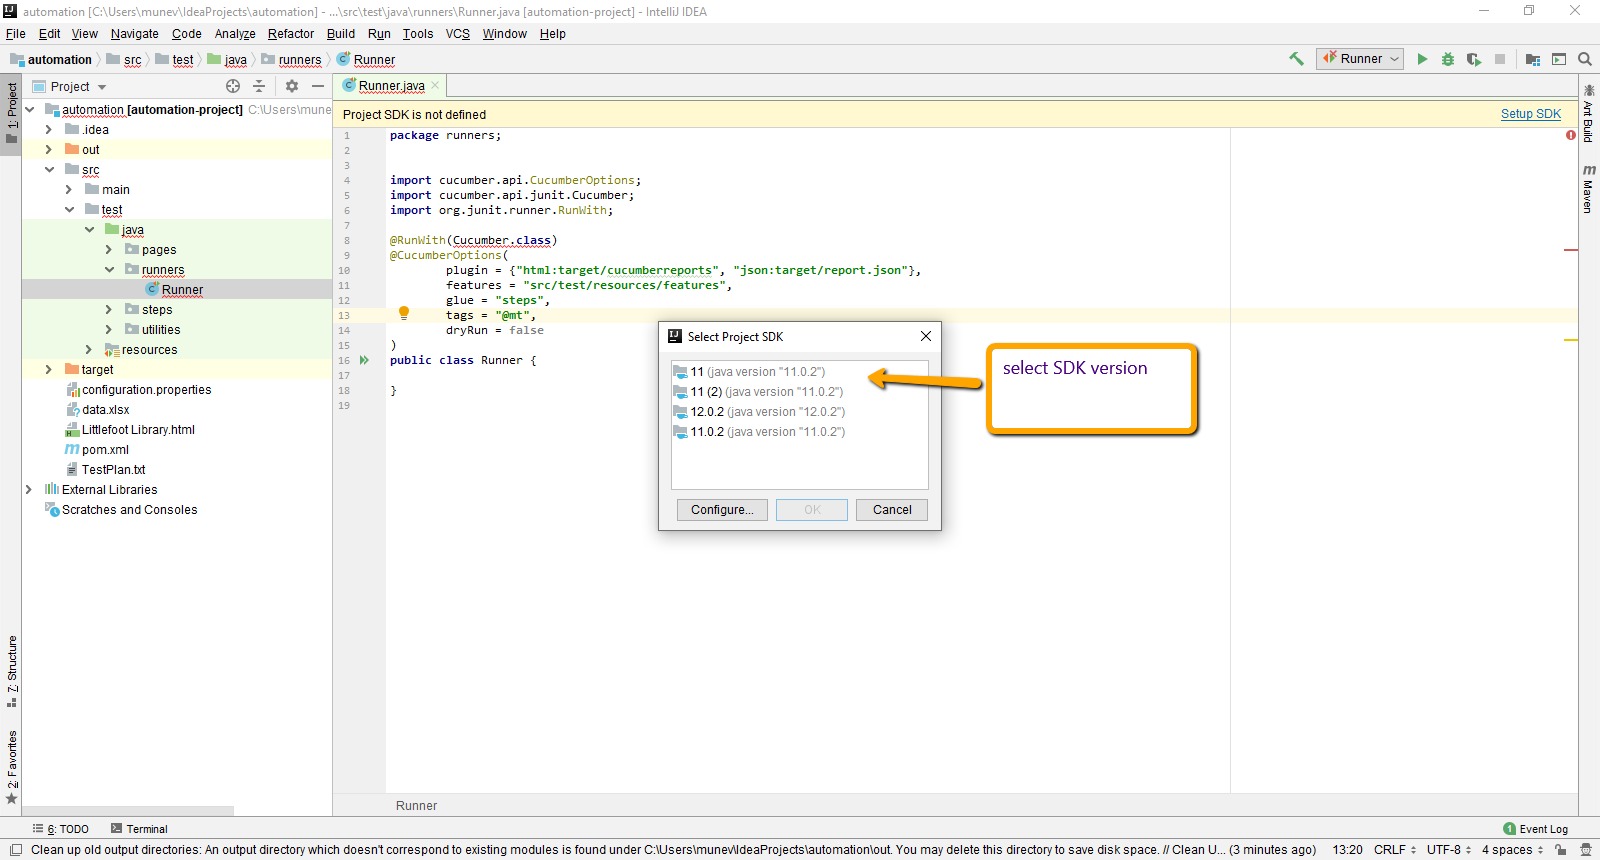 automation [C:\Users\munev\IdeaProjects\automation] - ...\src\test\java\runners\Runner.java [automation-project] - IntelliJ IDEA
File Edit View Navigate Code Analyze Refactor Build Run Tools VCS Window Help
automation src test java runners Runner
Runner
Project
Runner.java
1: Project
automation [automation-project] C:\Users\mune
.idea
out
src
main
test
java
pages
runners
Runner
steps
utilities
resources
target
configuration.properties
data.xlsx
Littlefoot Library.html
pom.xml
TestPlan.txt
External Libraries
Scratches and Consoles
7: Structure
2: Favorites
Project SDK is not defined
Setup SDK
1 package runners;
2
3
4 import cucumber.api.CucumberOptions;
5 import cucumber.api.junit.Cucumber;
6 import org.junit.runner.RunWith;
7
8 @RunWith(Cucumber.class)
9 @CucumberOptions(
10 plugin = {"html:target/cucumberreports", "json:target/report.json"},
11 features = "src/test/resources/features",
12 glue = "steps",
13 tags = "@mt",
14 dryRun = false
15 )
16 public class Runner {
17
18 }
19
Select Project SDK
11 (java version "11.0.2")
11 (2) (java version "11.0.2")
12.0.2 (java version "12.0.2")
11.0.2 (java version "11.0.2")
Configure... OK Cancel
select SDK version
Ant Build
Maven
Runner
6: TODO Terminal
1 Event Log
Clean up old output directories: An output directory which doesn't correspond to existing modules is found under C:\Users\munev\IdeaProjects\automation\out. You may delete this directory to save disk space. // Clean U... (3 minutes ago) 13:20 CRLF UTF-8 4 spaces